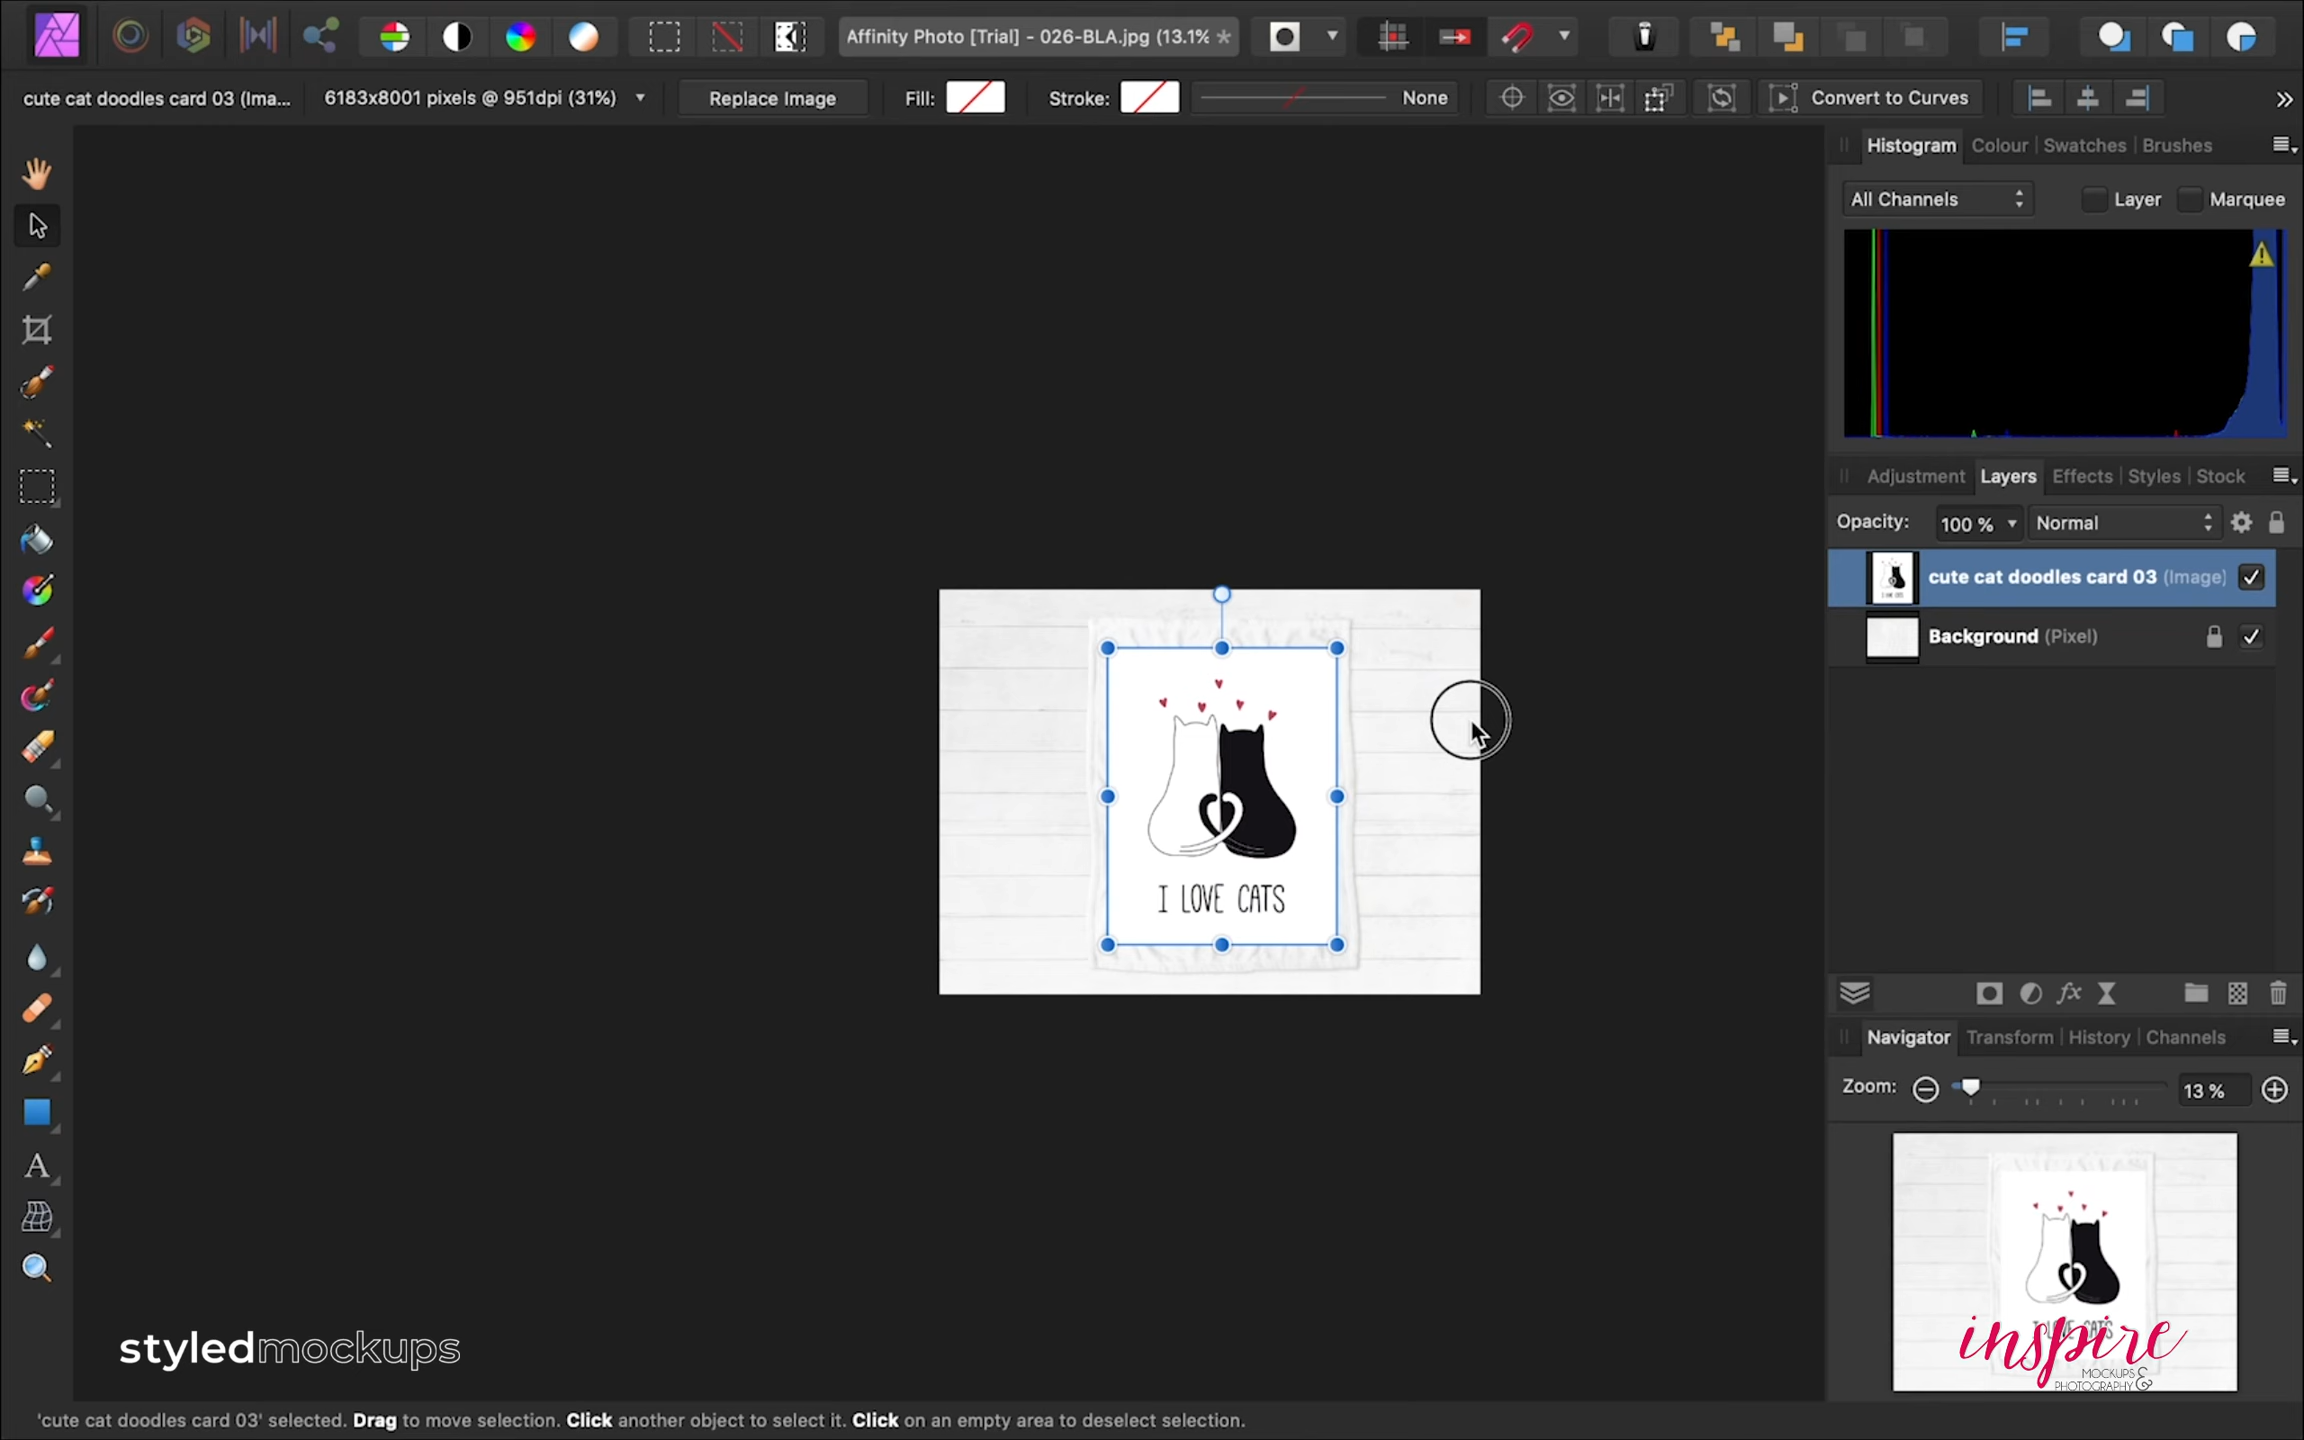 Affinity Photo [Trial] - 026-BLA.jpg (13.1% *
cute cat doodles card 03 (Ima... 6183x8001 pixels @ 951dpi (31%) Replace Image Fill: Stroke: None Convert to Curves
Histogram Colour Swatches Brushes
All Channels Layer Marquee
Adjustment Layers Effects Styles Stock
Opacity: 100 % Normal
cute cat doodles card 03 (Image)
Background (Pixel)
I LOVE CATS
Navigator Transform History Channels
Zoom: 13 %
I LOVE CATS
inspire
MOCKUPS &
PHOTOGRAPHY
styledmockups
'cute cat doodles card 03' selected. Drag to move selection. Click another object to select it. Click on an empty area to deselect selection.